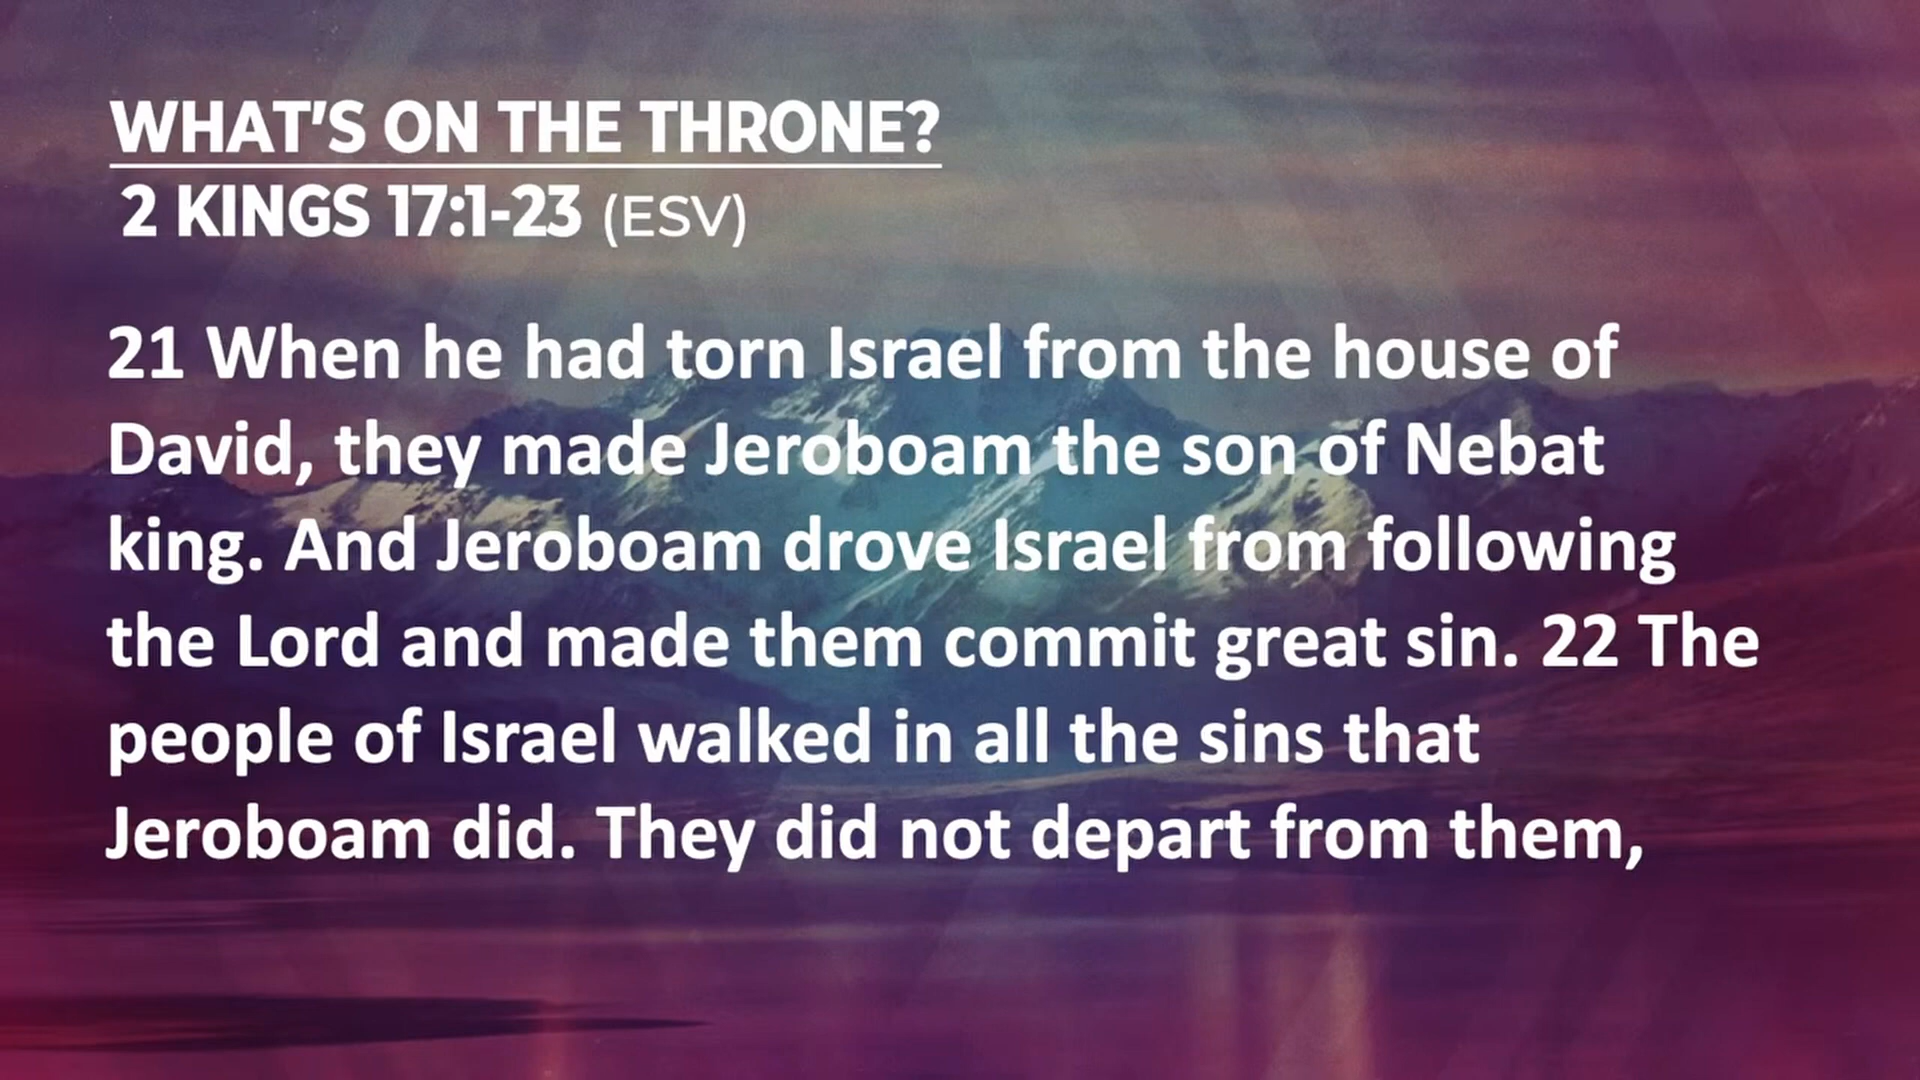 WHAT'S ON THE THRONE?
2 KINGS 17:1-23 (ESV)
21 When he had torn Israel from the house of
David, they made Jeroboam the son of Nebat
king. And Jeroboam drove Israel from following
the Lord and made them commit great sin. 22 The
people of Israel walked in all the sins that
Jeroboam did. They did not depart from them,